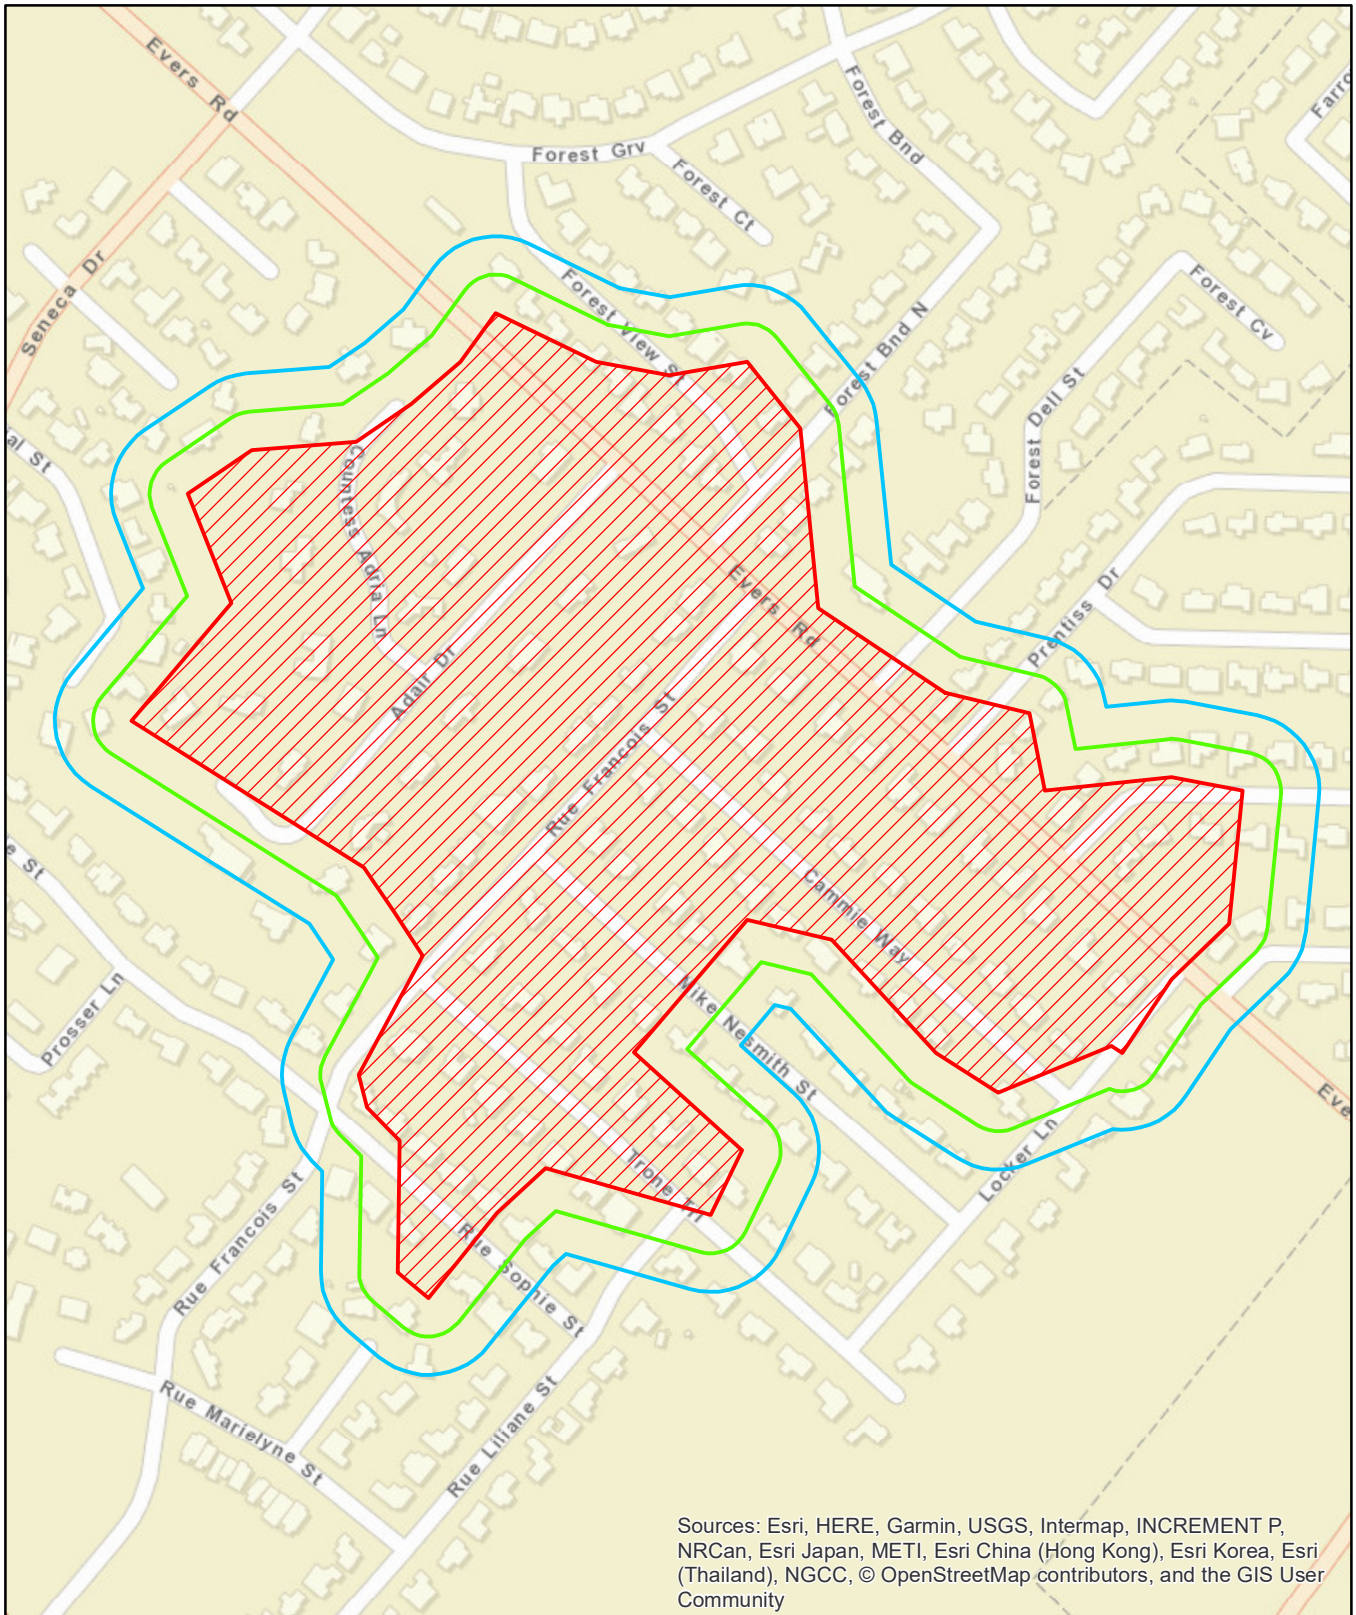 Evers Rd
Forest Bnd
Farro
Forest Grv
Forest Ct
Seneca Dr
Forest View St
Forest Bnd N
Forest Cv
Forest Dell St
al St
Countess Adria Ln
Evers Rd
Prentiss Dr
Adair Dr
Rue Francois St
e St
Cammie Way
Prosser Ln
Mike Nesmith St
Eve
Trone Trl
Locker Ln
Rue Francois St
Rue Sophie St
Rue Marielyne St
Rue Liliane St
Sources: Esri, HERE, Garmin, USGS, Intermap, INCREMENT P,
NRCan, Esri Japan, METI, Esri China (Hong Kong), Esri Korea, Esri
(Thailand), NGCC, © OpenStreetMap contributors, and the GIS User
Community